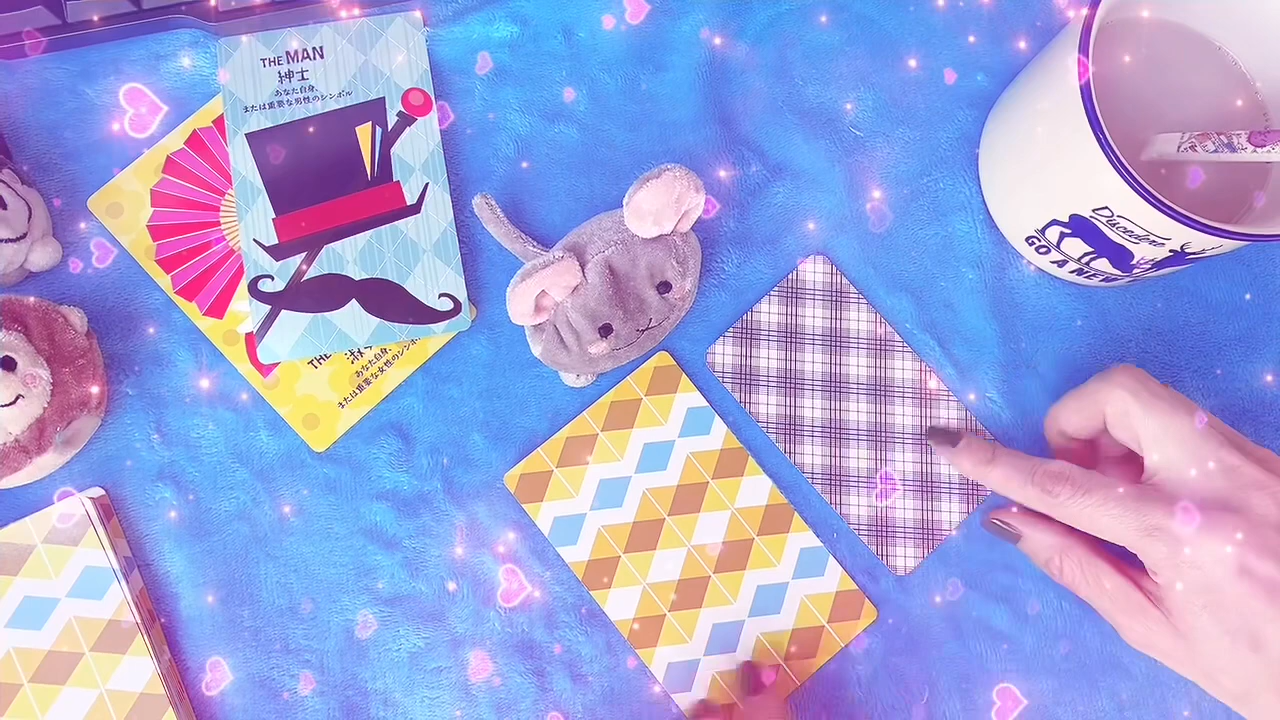 THE MAN
紳士
あなた自身、
または重要な男性のシンボル
THE
淑
あなた自身、
または重要な女性のシンボ
Ducedere
GO A NEW